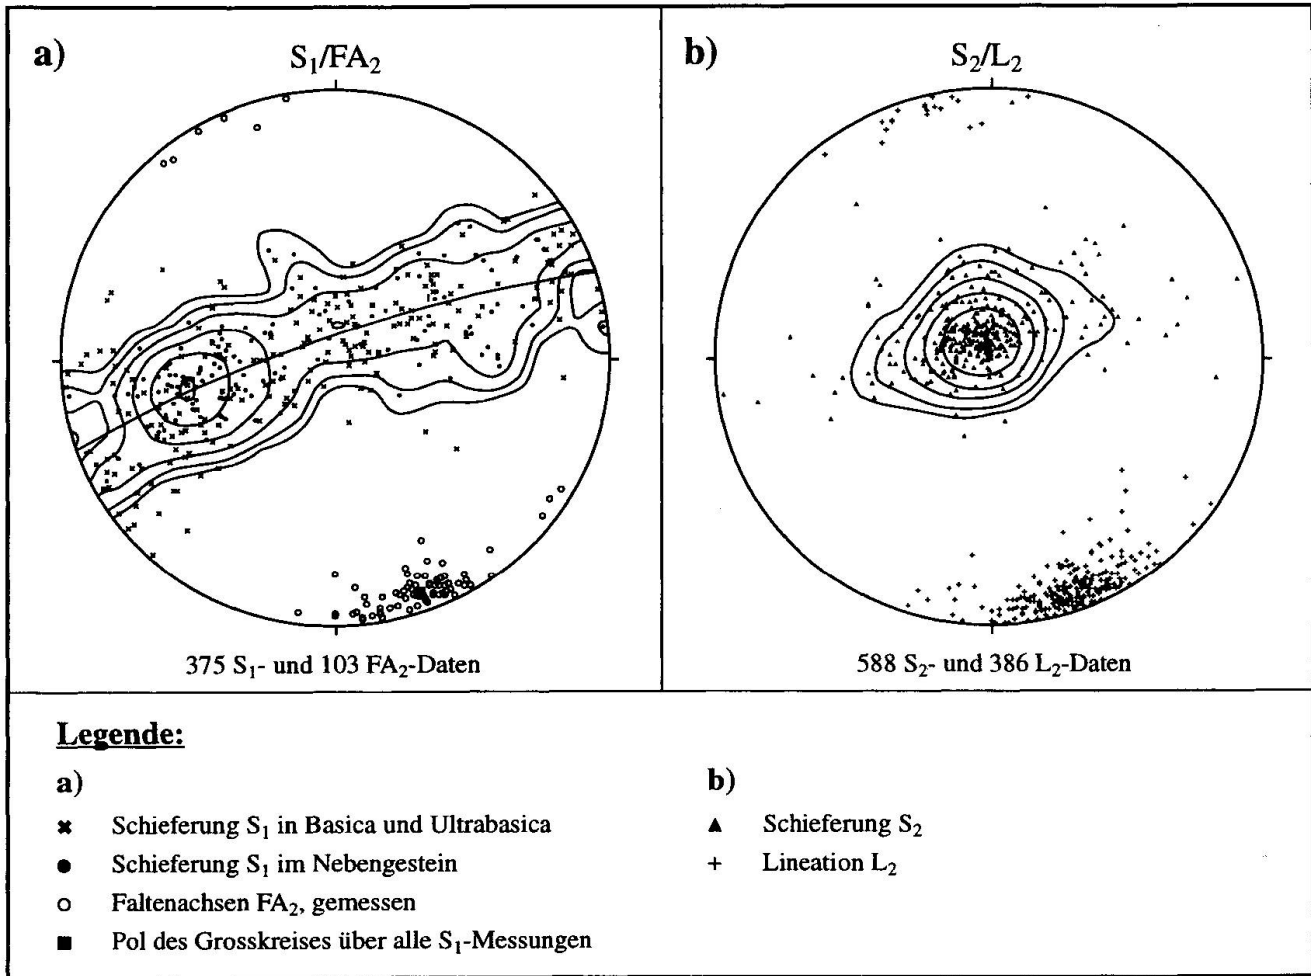 a)
S₁/FA₂
375 S₁- und 103 FA₂-Daten
b)
S₂/L₂
588 S₂- und 386 L₂-Daten
Legende:
a)
Schieferung S₁ in Basica und Ultrabasica
Schieferung S₁ im Nebengestein
Faltenachsen FA₂, gemessen
Pol des Grosskreises über alle S₁-Messungen
b)
Schieferung S₂
Lineation L₂